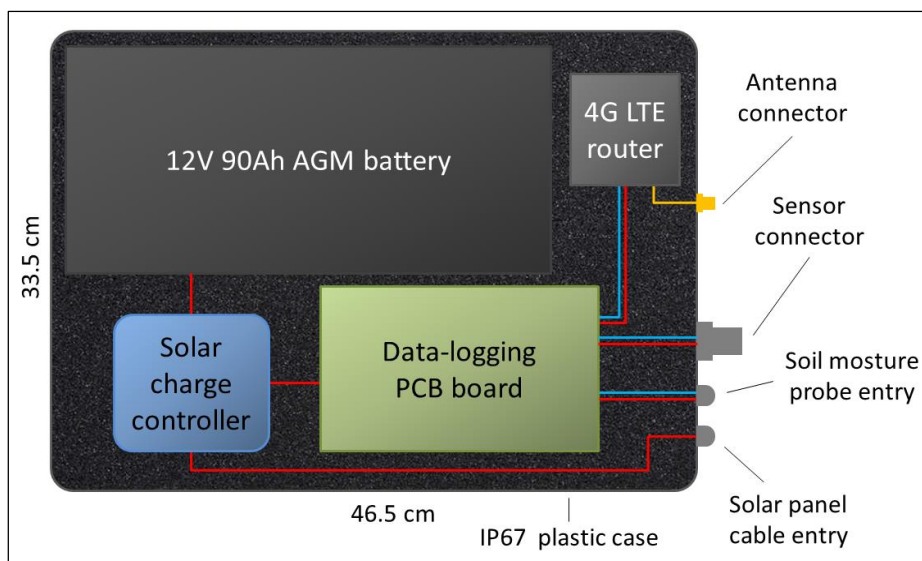 12V 90Ah AGM battery
4G LTE
router
Antenna
connector
Sensor
connector
33.5 cm
Solar
charge
controller
Data-logging
PCB board
Soil mosture
probe entry
46.5 cm
IP67 plastic case
Solar panel
cable entry